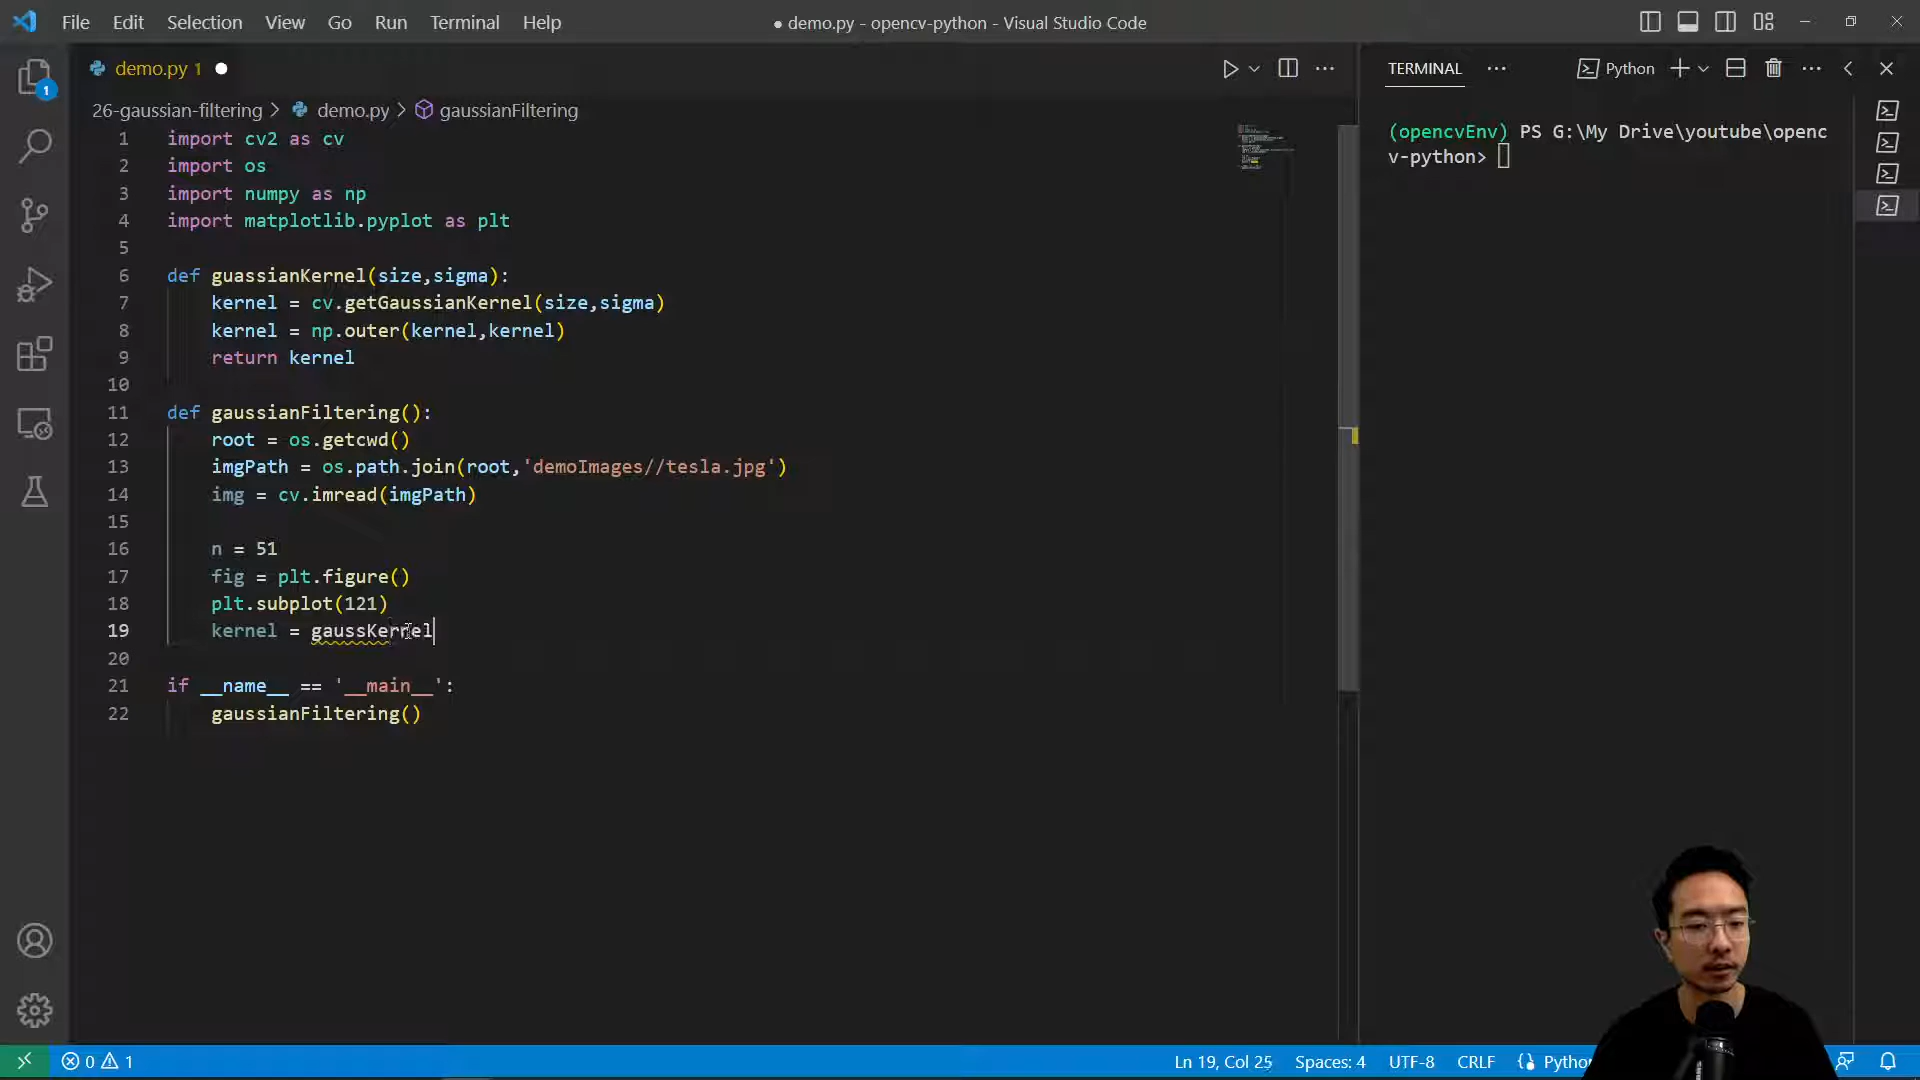 File Edit Selection View Go Run Terminal Help
● demo.py - opencv-python - Visual Studio Code
demo.py 1 ●
26-gaussian-filtering > demo.py > gaussianFiltering
1 import cv2 as cv
2 import os
3 import numpy as np
4 import matplotlib.pyplot as plt
5
6 def guassianKernel(size,sigma):
7 kernel = cv.getGaussianKernel(size,sigma)
8 kernel = np.outer(kernel,kernel)
9 return kernel
10
11 def gaussianFiltering():
12 root = os.getcwd()
13 imgPath = os.path.join(root,'demoImages//tesla.jpg')
14 img = cv.imread(imgPath)
15
16 n = 51
17 fig = plt.figure()
18 plt.subplot(121)
19 kernel = gaussKernel
20
21 if __name__ == '__main__':
22 gaussianFiltering()
TERMINAL
Python
(opencvEnv) PS G:\My Drive\youtube\openc
v-python>
1
0 1
Ln 19, Col 25 Spaces: 4 UTF-8 CRLF